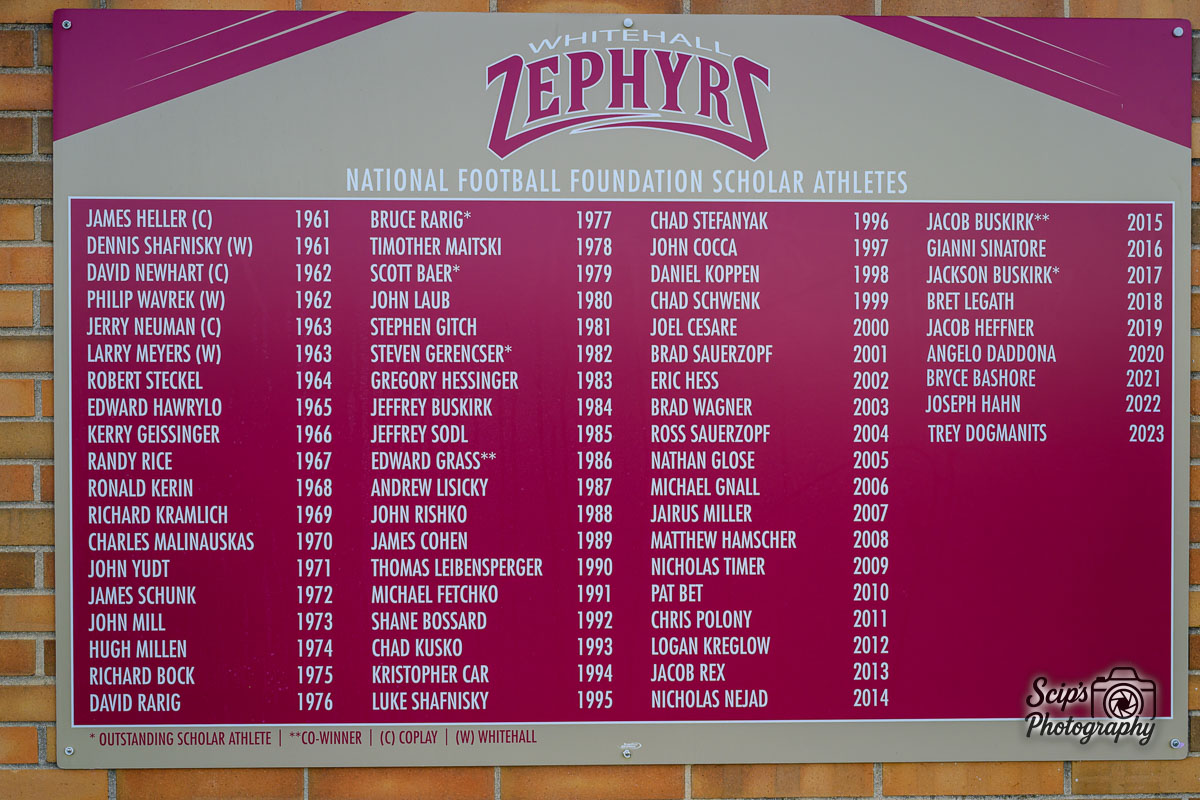 WHITEHALL
ZEPHYRS
NATIONAL FOOTBALL FOUNDATION SCHOLAR ATHLETES
JAMES HELLER (C) 1961
DENNIS SHAFNISKY (W) 1961
DAVID NEWHART (C) 1962
PHILIP WAVREK (W) 1962
JERRY NEUMAN (C) 1963
LARRY MEYERS (W) 1963
ROBERT STECKEL 1964
EDWARD HAWRYLO 1965
KERRY GEISSINGER 1966
RANDY RICE 1967
RONALD KERIN 1968
RICHARD KRAMLICH 1969
CHARLES MALINAUSKAS 1970
JOHN YUDT 1971
JAMES SCHUNK 1972
JOHN MILL 1973
HUGH MILLEN 1974
RICHARD BOCK 1975
DAVID RARIG 1976
BRUCE RARIG* 1977
TIMOTHER MAITSKI 1978
SCOTT BAER* 1979
JOHN LAUB 1980
STEPHEN GITCH 1981
STEVEN GERENCSER* 1982
GREGORY HESSINGER 1983
JEFFREY BUSKIRK 1984
JEFFREY SODL 1985
EDWARD GRASS** 1986
ANDREW LISICKY 1987
JOHN RISHKO 1988
JAMES COHEN 1989
THOMAS LEIBENSPERGER 1990
MICHAEL FETCHKO 1991
SHANE BOSSARD 1992
CHAD KUSKO 1993
KRISTOPHER CAR 1994
LUKE SHAFNISKY 1995
CHAD STEFANYAK 1996
JOHN COCCA 1997
DANIEL KOPPEN 1998
CHAD SCHWENK 1999
JOEL CESARE 2000
BRAD SAUERZOPF 2001
ERIC HESS 2002
BRAD WAGNER 2003
ROSS SAUERZOPF 2004
NATHAN GLOSE 2005
MICHAEL GNALL 2006
JAIRUS MILLER 2007
MATTHEW HAMSCHER 2008
NICHOLAS TIMER 2009
PAT BET 2010
CHRIS POLONY 2011
LOGAN KREGLOW 2012
JACOB REX 2013
NICHOLAS NEJAD 2014
JACOB BUSKIRK** 2015
GIANNI SINATORE 2016
JACKSON BUSKIRK* 2017
BRET LEGATH 2018
JACOB HEFFNER 2019
ANGELO DADDONA 2020
BRYCE BASHORE 2021
JOSEPH HAHN 2022
TREY DOGMANITS 2023
* OUTSTANDING SCHOLAR ATHLETE | **CO-WINNER | (C) COPLAY | (W) WHITEHALL
Scip's
Photography